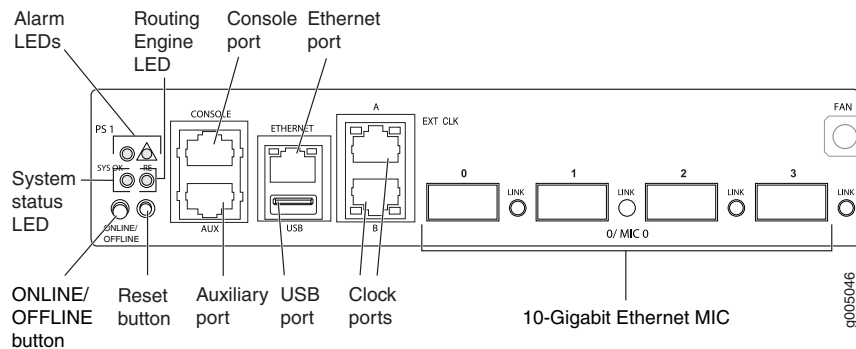 Alarm
LEDs
Routing
Engine
LED
Console
port
Ethernet
port
PS 1
CONSOLE
ETHERNET
A
EXT CLK
FAN
SYS OK
RE
System
status
LED
0
LINK
1
LINK
2
LINK
3
LINK
ONLINE/
OFFLINE
AUX
USB
B
0/ MIC 0
ONLINE/
OFFLINE
button
Reset
button
Auxiliary
port
USB
port
Clock
ports
10-Gigabit Ethernet MIC
g005046